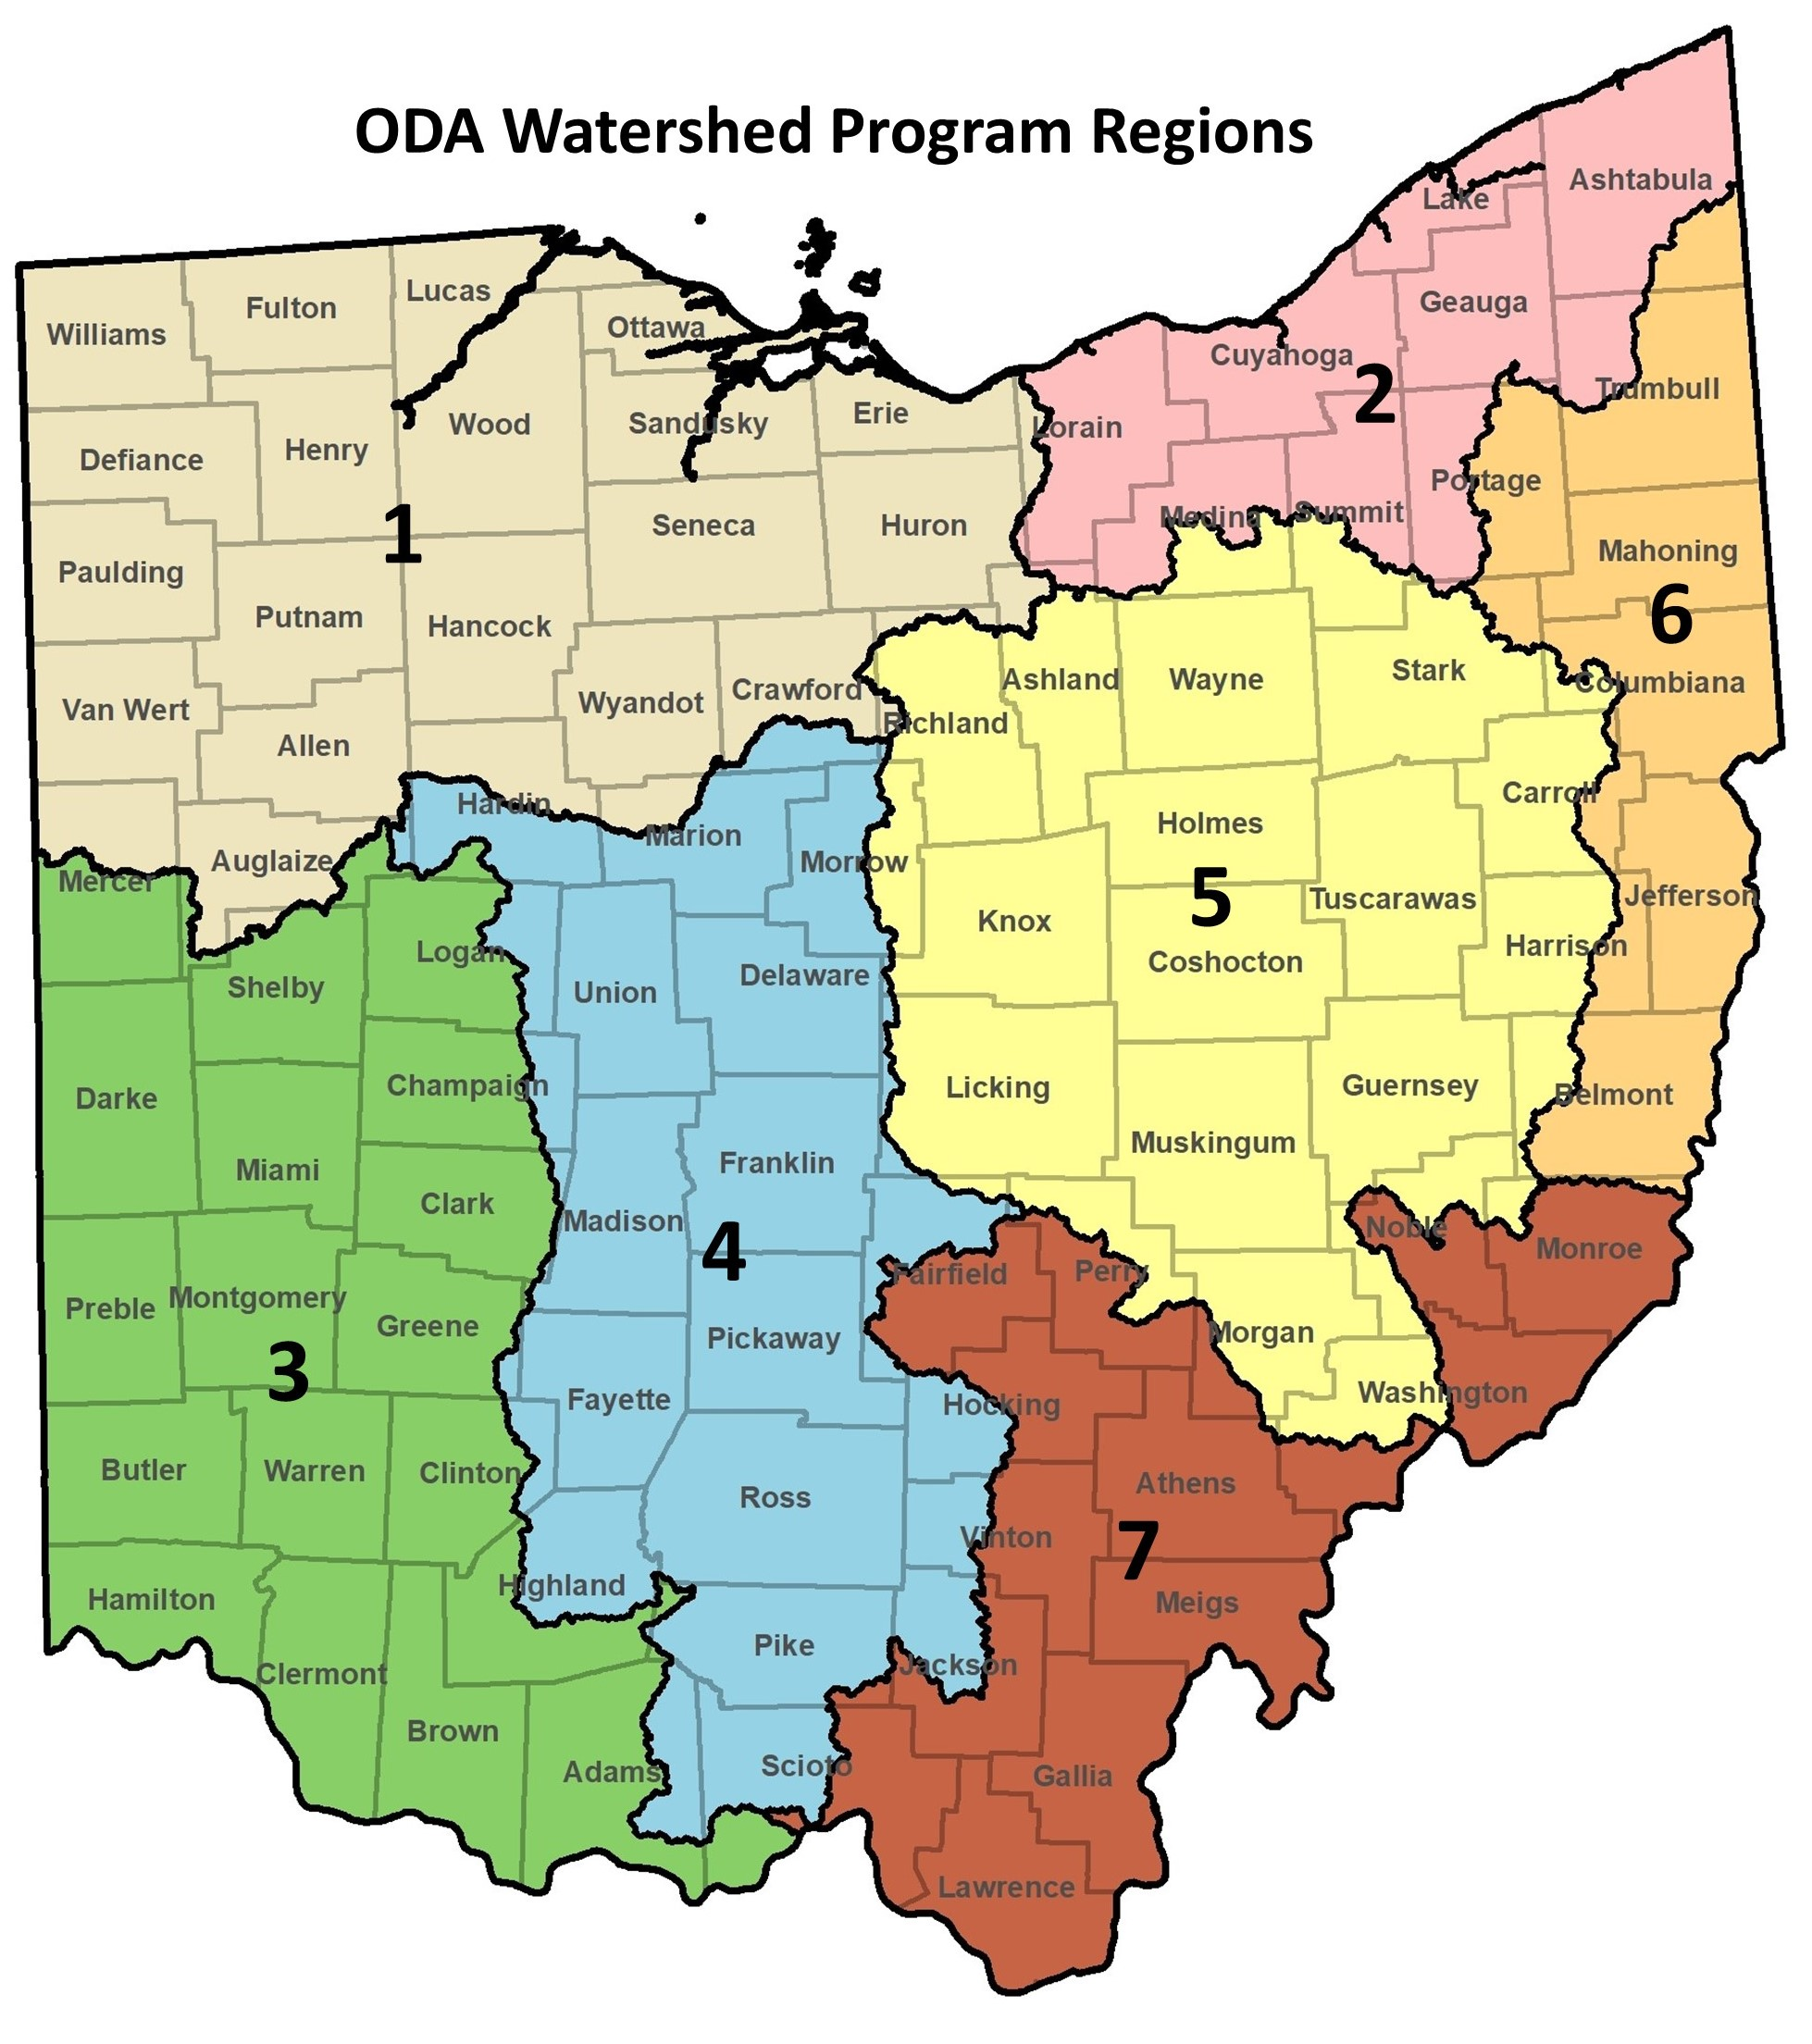 ODA Watershed Program Regions
Ashtabula
Lake
Lucas
Geauga
Fulton
Ottawa
Williams
Cuyahoga
2
Trumbull
Erie
Sandusky
Wood
Lorain
Henry
Defiance
Portage
Summit
Medina
Seneca
Huron
1
Mahoning
Paulding
6
Putnam
Hancock
Stark
Ashland
Wayne
Columbiana
Crawford
Wyandot
Van Wert
Richland
Allen
Carroll
Hardin
Holmes
Marion
Auglaize
Morrow
Mercer
5
Jefferson
Tuscarawas
Knox
Harrison
Logan
Coshocton
Delaware
Shelby
Union
Champaign
Licking
Guernsey
Belmont
Darke
Muskingum
Franklin
Miami
Clark
Madison
Noble
4
Monroe
Perry
Fairfield
Montgomery
Preble
Greene
Morgan
Pickaway
3
Washington
Fayette
Hocking
Butler
Warren
Clinton
Athens
Ross
Vinton
7
Highland
Hamilton
Meigs
Pike
Jackson
Clermont
Brown
Scioto
Adams
Gallia
Lawrence